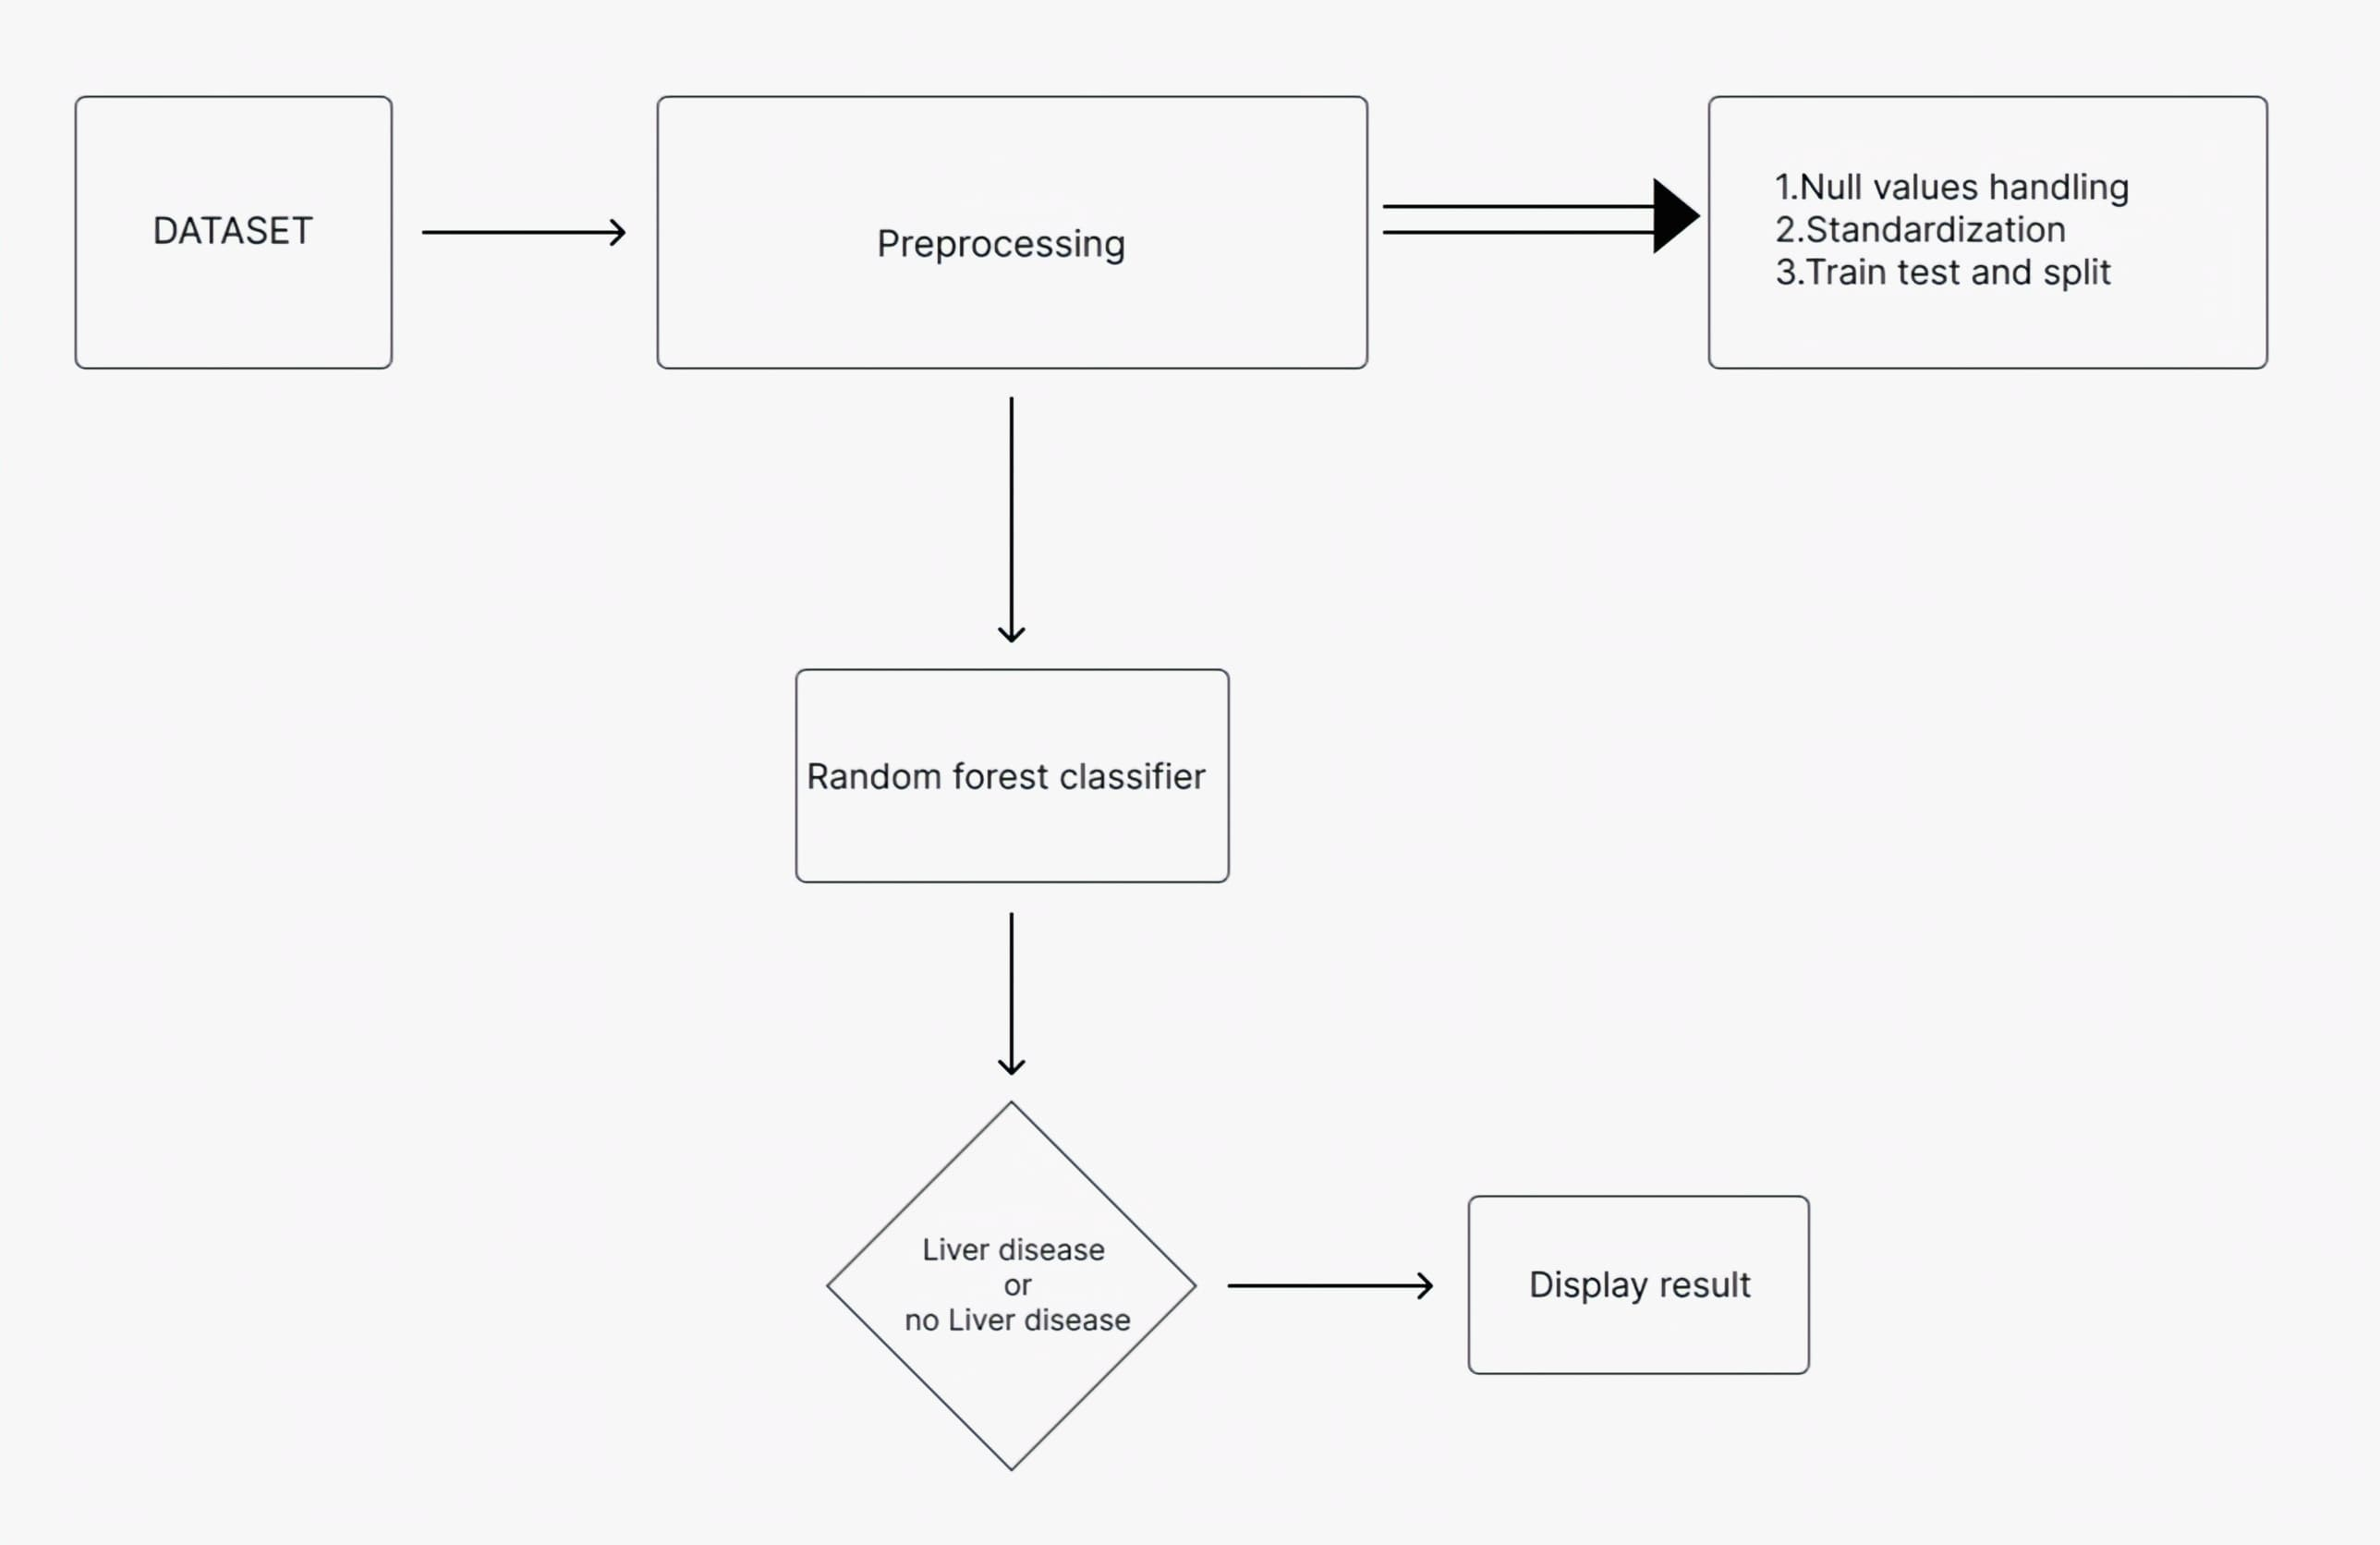 DATASET
Preprocessing
1.Null values handling
2.Standardization
3.Train test and split
Random forest classifier
Liver disease
or
no Liver disease
Display result